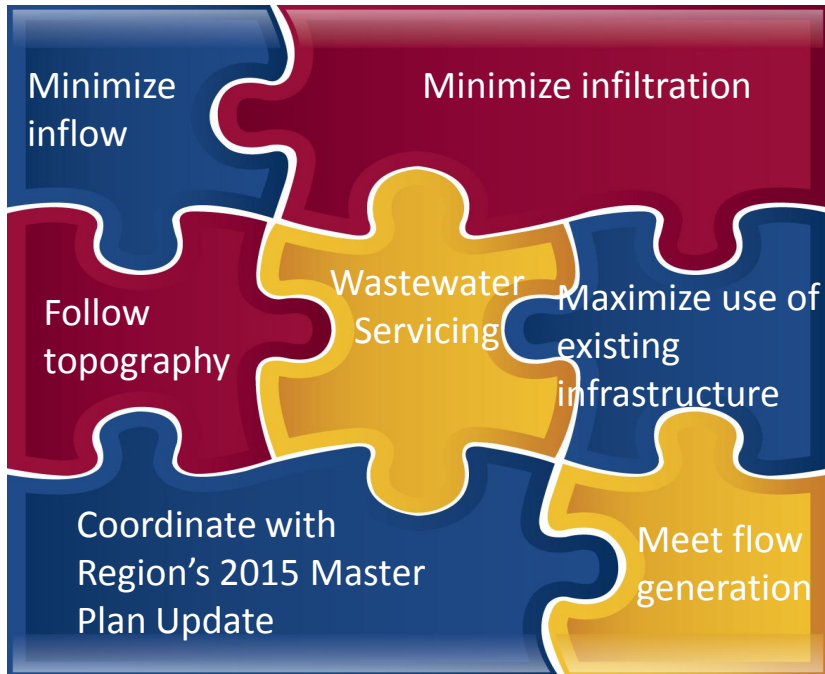 Minimize
inflow
Minimize infiltration
Follow
topography
Wastewater
Servicing
Maximize use of
existing
infrastructure
Coordinate with
Region’s 2015 Master
Plan Update
Meet flow
generation